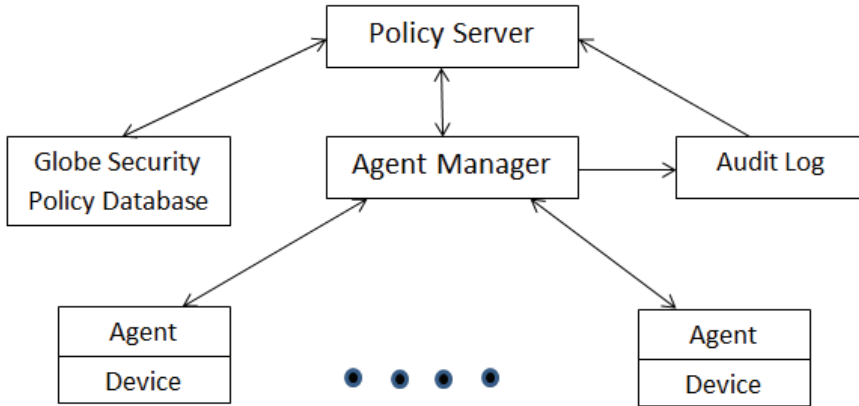 Policy Server
Globe Security
Policy Database
Agent Manager
Audit Log
Agent
Device
Agent
Device